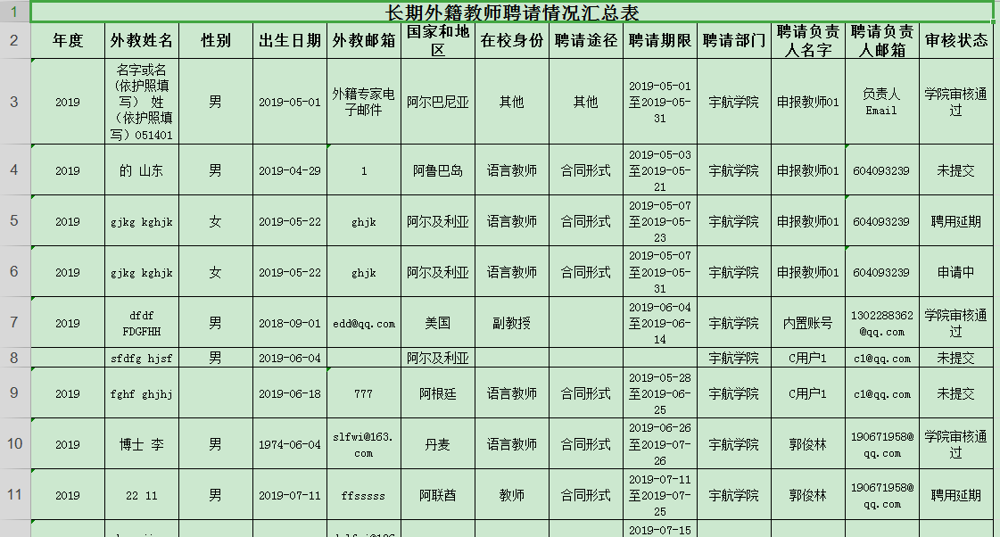 1
长期外籍教师聘请情况汇总表
2 年度 外教姓名 性别 出生日期 外教邮箱 国家和地区 在校身份 聘请途径 聘请期限 聘请部门 聘请负责人名字 聘请负责人邮箱 审核状态
3 2019 名字或名(依护照填写） 姓（依护照填写）051401 男 2019-05-01 外籍专家电子邮件 阿尔巴尼亚 其他 其他 2019-05-01至2019-05-31 宇航学院 申报教师01 负责人Email 学院审核通过
4 2019 的 山东 男 2019-04-29 1 阿鲁巴岛 语言教师 合同形式 2019-05-03至2019-05-21 宇航学院 申报教师01 604093239 未提交
5 2019 gjkg kghjk 女 2019-05-22 ghjk 阿尔及利亚 语言教师 合同形式 2019-05-07至2019-05-23 宇航学院 申报教师01 604093239 聘用延期
6 2019 gjkg kghjk 女 2019-05-22 ghjk 阿尔及利亚 语言教师 合同形式 2019-05-07至2019-05-31 宇航学院 申报教师01 604093239 申请中
7 2019 dfdf FDGFHH 男 2018-09-01 edd@qq.com 美国 副教授 2019-06-04至2019-06-14 宇航学院 内置账号 1302288362@qq.com 学院审核通过
8 sfdfg hjsf 男 2019-06-04 阿尔及利亚 宇航学院 C用户1 c1@qq.com 未提交
9 2019 fghf ghjhj 2019-06-18 777 阿根廷 语言教师 合同形式 2019-05-28至2019-06-25 宇航学院 C用户1 c1@qq.com 未提交
10 2019 博士 李 男 1974-06-04 slfwi@163.com 丹麦 语言教师 合同形式 2019-06-26至2019-07-26 宇航学院 郭俊林 190671958@qq.com 学院审核通过
11 2019 22 11 男 2019-07-11 ffsssss 阿联酋 教师 合同形式 2019-07-11至2019-07-25 宇航学院 郭俊林 190671958@qq.com 聘用延期
2019-07-15